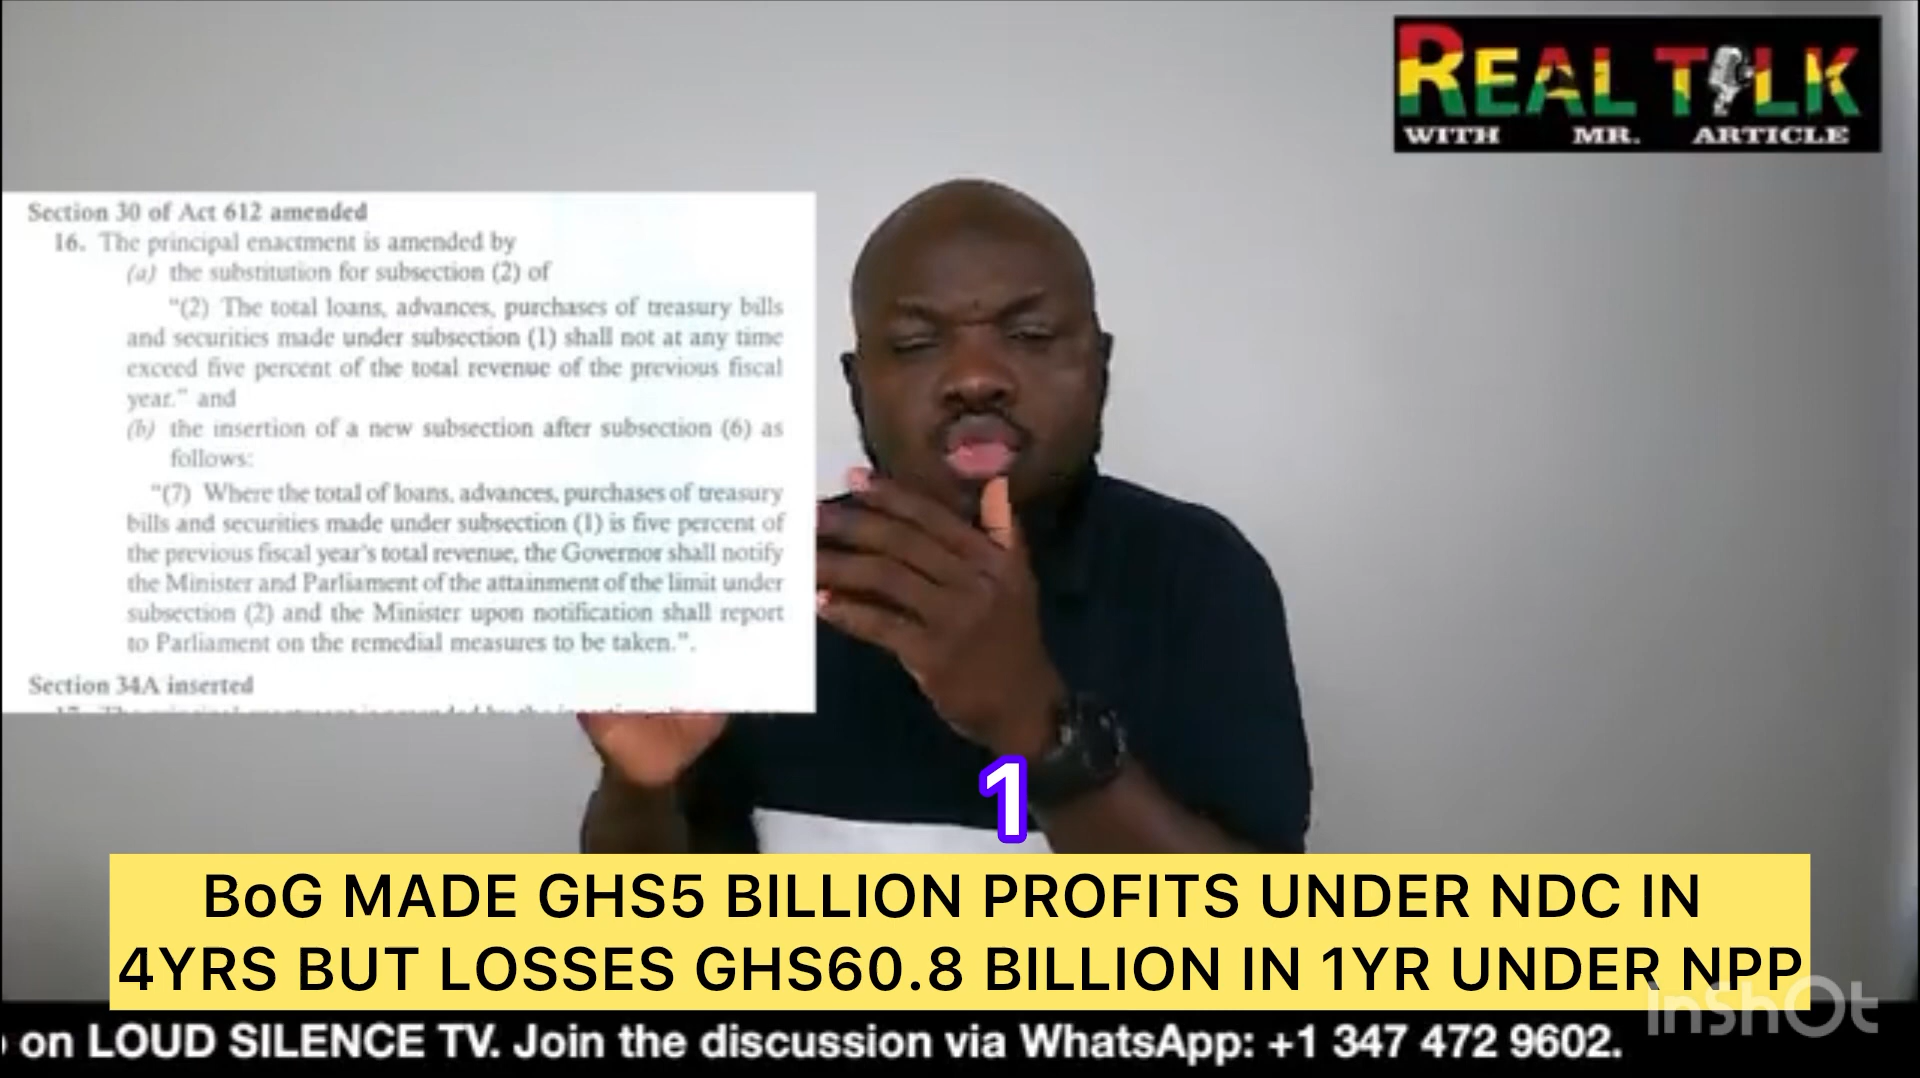 REAL TALK
WITH MR. ARTICLE
Section 30 of Act 612 amended
16. The principal enactment is amended by
(a) the substitution for subsection (2) of
"(2) The total loans, advances, purchases of treasury bills
and securities made under subsection (1) shall not at any time
exceed five percent of the total revenue of the previous fiscal
year." and
(b) the insertion of a new subsection after subsection (6) as
follows:
"(7) Where the total of loans, advances, purchases of treasury
bills and securities made under subsection (1) is five percent of
the previous fiscal year's total revenue, the Governor shall notify
the Minister and Parliament of the attainment of the limit under
subsection (2) and the Minister upon notification shall report
to Parliament on the remedial measures to be taken.".
Section 34A inserted
1
BoG MADE GHS5 BILLION PROFITS UNDER NDC IN
4YRS BUT LOSSES GHS60.8 BILLION IN 1YR UNDER NPP
InShOt
on LOUD SILENCE TV. Join the discussion via WhatsApp: +1 347 472 9602.